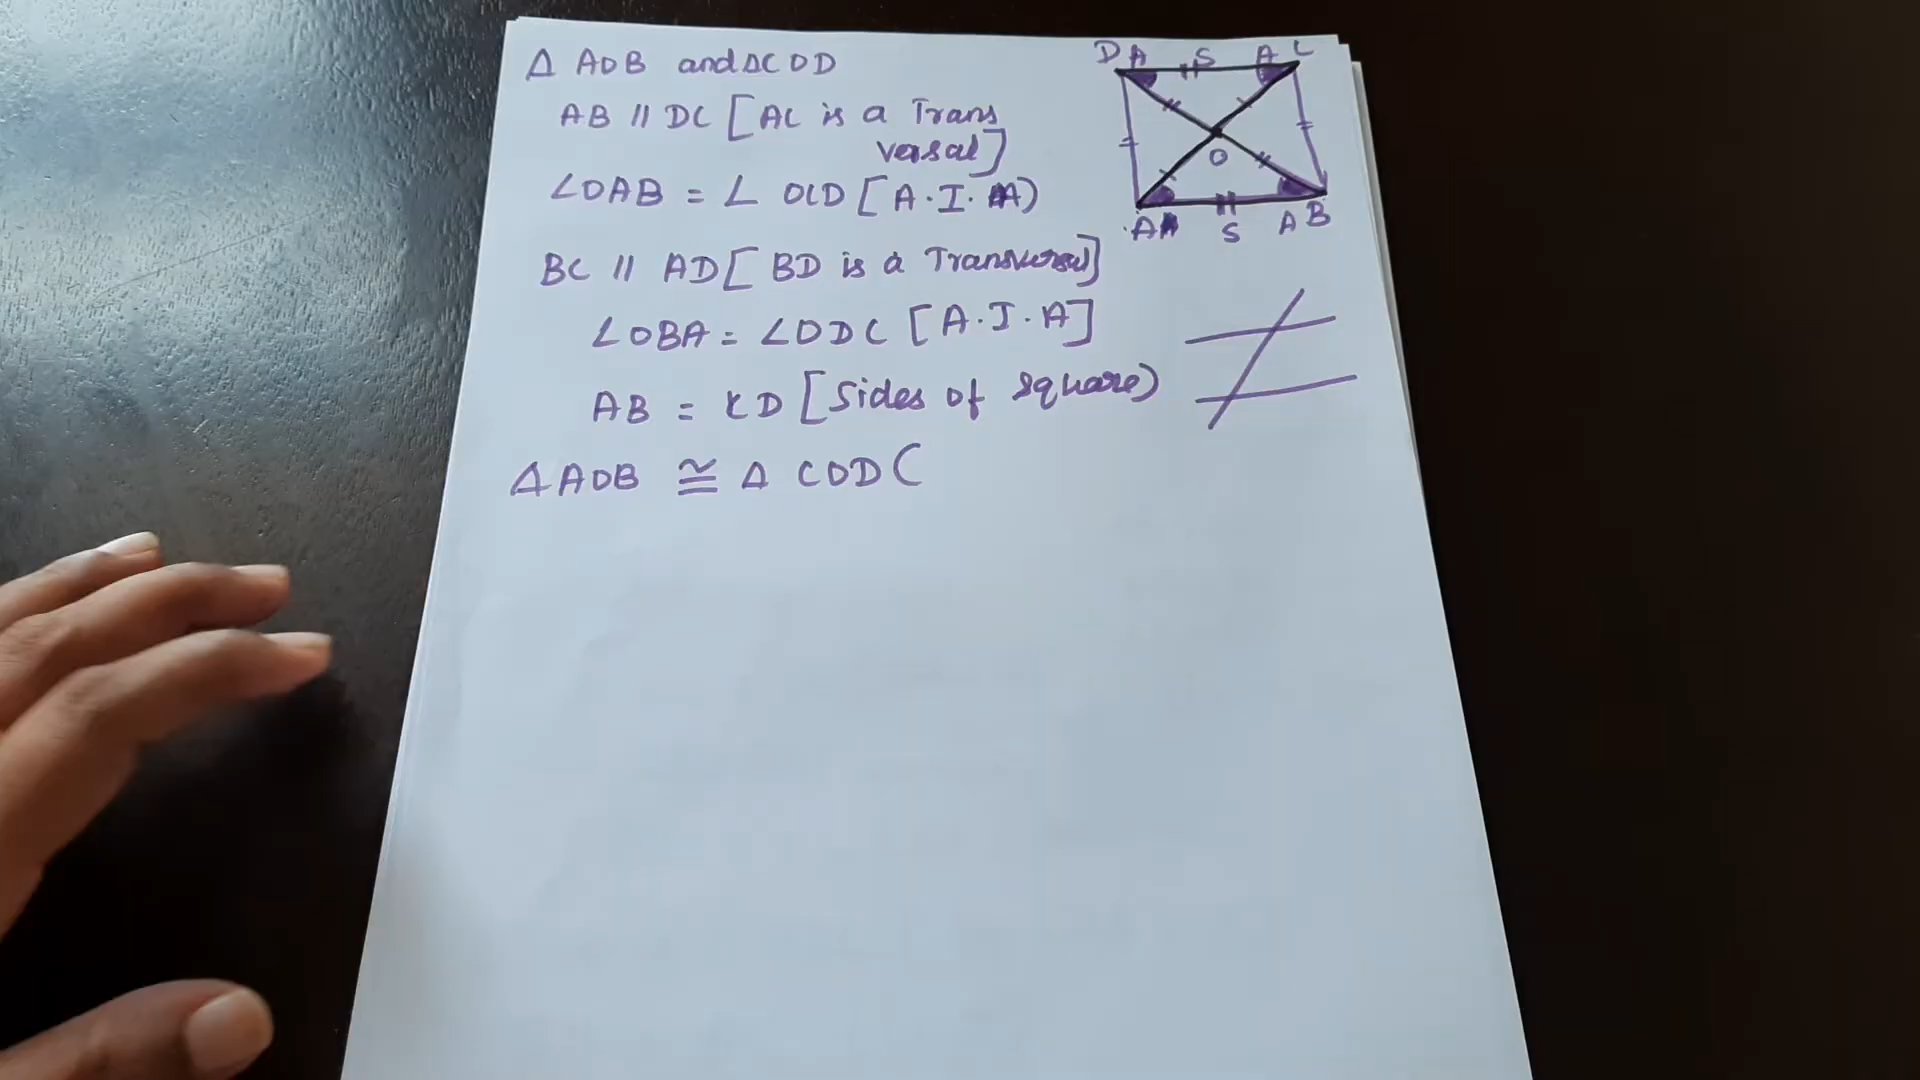 Δ AOB and Δ COD
AB || DC [AC is a Trans
versal]
∠OAB = ∠ OCD [A.I.A)
BC || AD [BD is a Transversal]
∠OBA = ∠ODC [A.I.A]
AB = CD [Sides of square)
Δ AOB ≅ Δ COD (
D A S A C
O
A A S A B